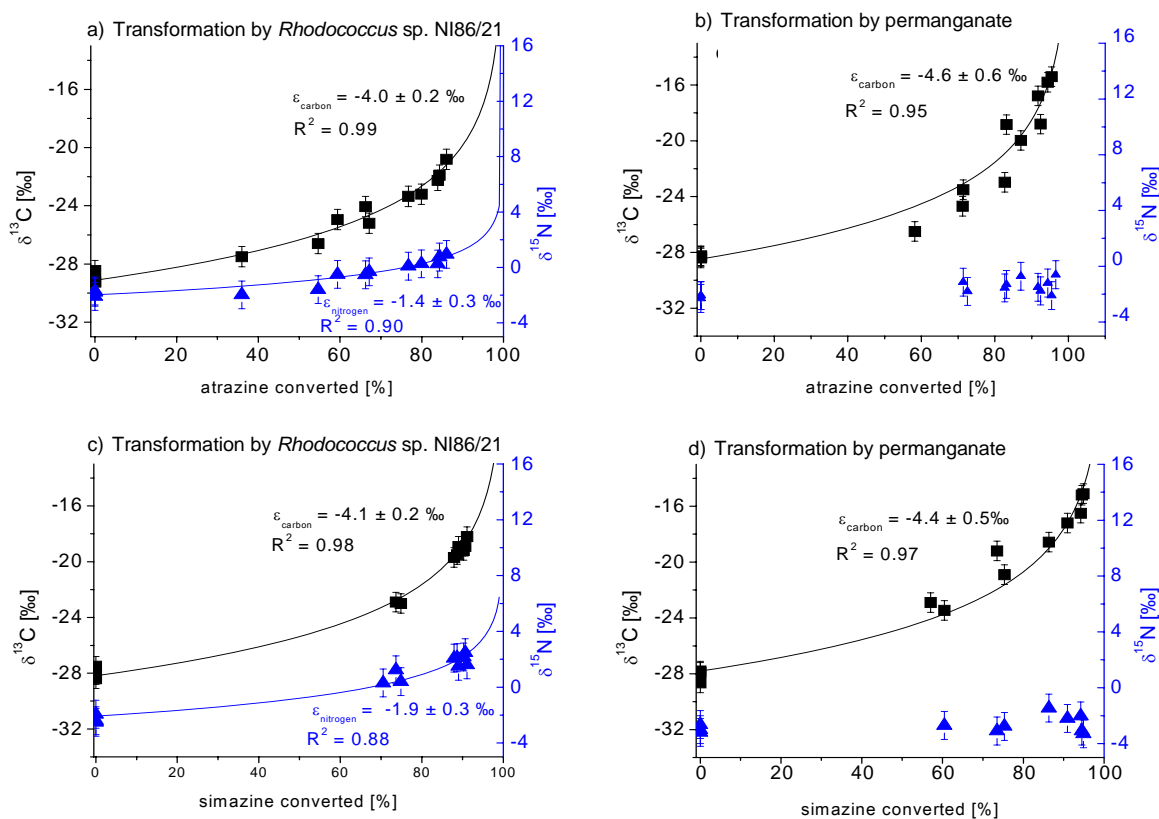 a) Transformation by Rhodococcus sp. NI86/21
δ13C [‰]
-16
-20
-24
-28
-32
εcarbon = -4.0 ± 0.2 ‰
R2 = 0.99
εnitrogen = -1.4 ± 0.3 ‰
R2 = 0.90
16
12
8
4
0
-4
δ15N [‰]
0 20 40 60 80 100
atrazine converted [%]
b) Transformation by permanganate
δ13C [‰]
-16
-20
-24
-28
-32
εcarbon = -4.6 ± 0.6 ‰
R2 = 0.95
16
12
8
4
0
-4
δ15N [‰]
0 20 40 60 80 100
atrazine converted [%]
c) Transformation by Rhodococcus sp. NI86/21
δ13C [‰]
-16
-20
-24
-28
-32
εcarbon = -4.1 ± 0.2 ‰
R2 = 0.98
εnitrogen = -1.9 ± 0.3 ‰
R2 = 0.88
16
12
8
4
0
-4
δ15N [‰]
0 20 40 60 80 100
simazine converted [%]
d) Transformation by permanganate
δ13C [‰]
-16
-20
-24
-28
-32
εcarbon = -4.4 ± 0.5‰
R2 = 0.97
16
12
8
4
0
-4
δ15N [‰]
0 20 40 60 80 100
simazine converted [%]